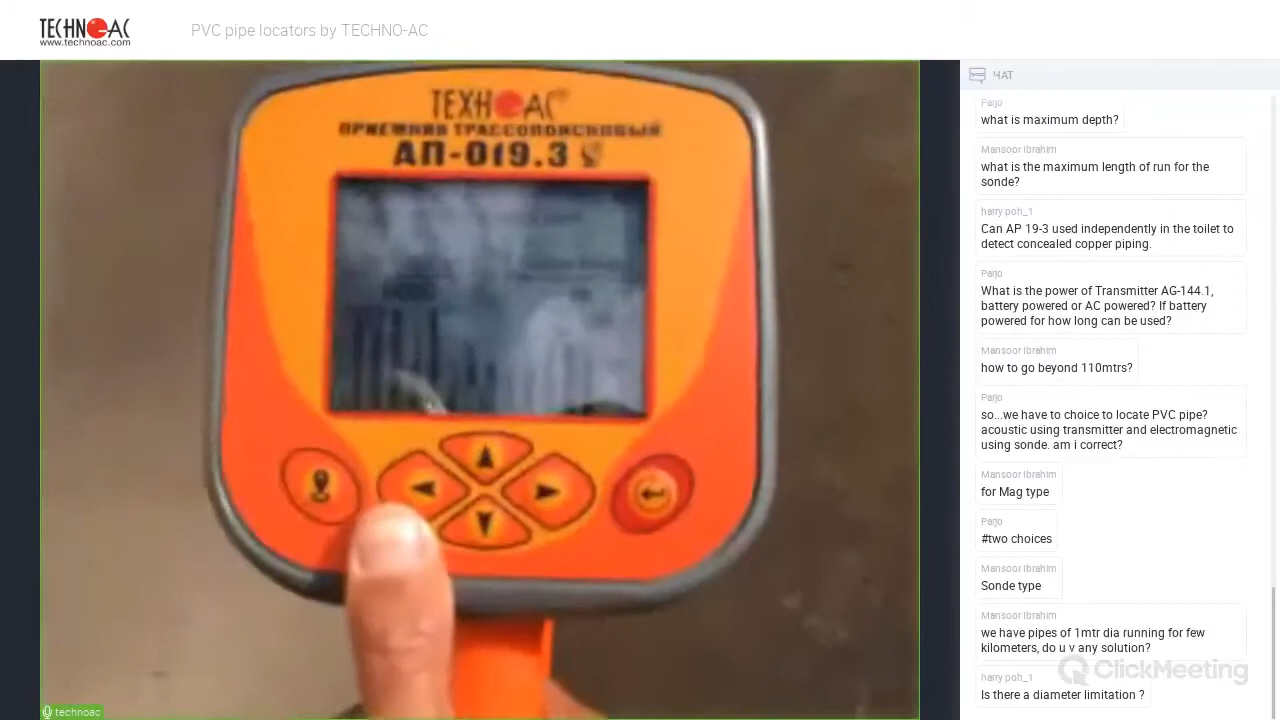 TECHNOAC
www.technoac.com
PVC pipe locators by TECHNO-AC
ТЕХНОАС
ПРИЕМНИК ТРАССОПОИСКОВЫЙ
АП-019.3
technoac
ЧАТ
Parjo
what is maximum depth?
Mansoor Ibrahim
what is the maximum length of run for the
sonde?
harry poh_1
Can AP 19-3 used independently in the toilet to
detect concealed copper piping.
Parjo
What is the power of Transmitter AG-144.1,
battery powered or AC powered? If battery
powered for how long can be used?
Mansoor Ibrahim
how to go beyond 110mtrs?
Parjo
so...we have to choice to locate PVC pipe?
acoustic using transmitter and electromagnetic
using sonde. am i correct?
Mansoor Ibrahim
for Mag type
Parjo
#two choices
Mansoor Ibrahim
Sonde type
Mansoor Ibrahim
we have pipes of 1mtr dia running for few
kilometers, do u v any solution?
ClickMeeting
harry poh_1
Is there a diameter limitation ?